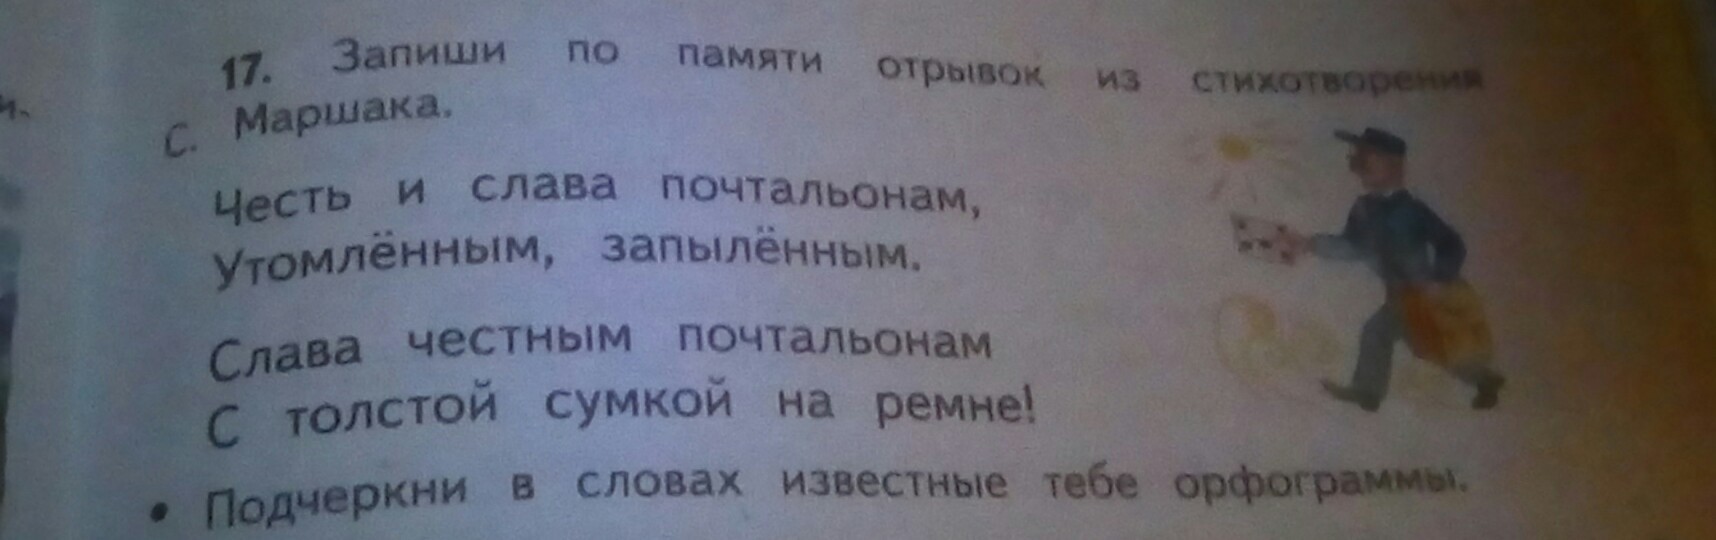 17. Запиши по памяти отрывок из стихотворения
С. Маршака.
Честь и слава почтальонам,
Утомлённым, запылённым.
Слава честным почтальонам
С толстой сумкой на ремне!
• Подчеркни в словах известные тебе орфограммы.